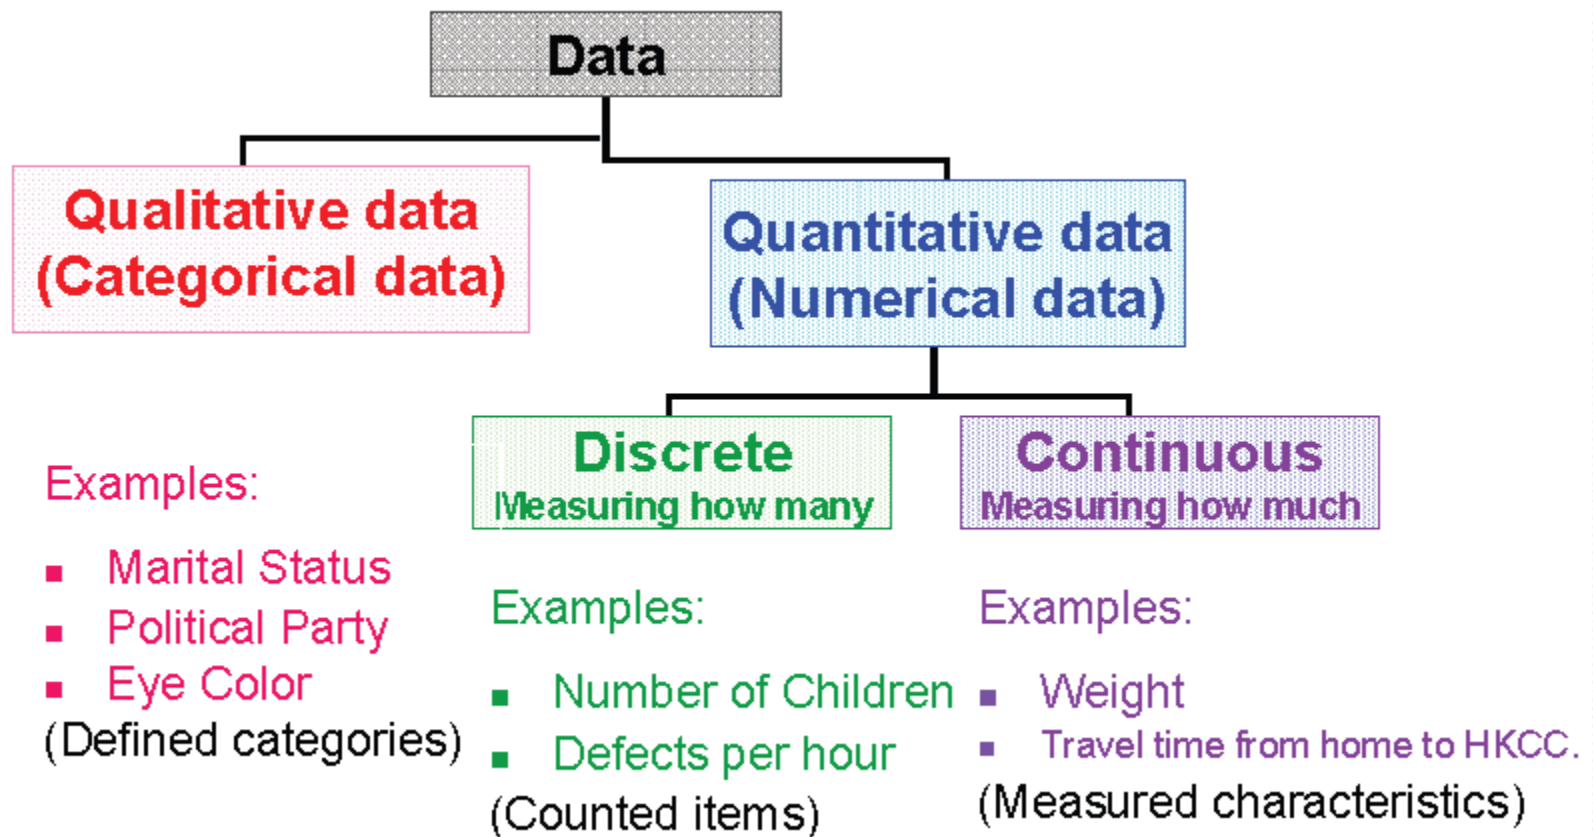 Data
Qualitative data
(Categorical data)
Quantitative data
(Numerical data)
Discrete
Measuring how many
Continuous
Measuring how much
Examples:
▪ Marital Status
▪ Political Party
▪ Eye Color
(Defined categories)
Examples:
▪ Number of Children
▪ Defects per hour
(Counted items)
Examples:
▪ Weight
▪ Travel time from home to HKCC.
(Measured characteristics)